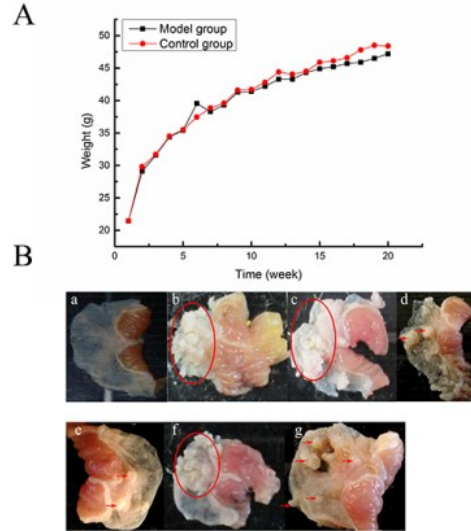 A
Model group
Control group
50
45
40
35
30
25
20
Weight (g)
0
5
10
15
20
25
Time (week)
B
a
b
c
d
e
f
g